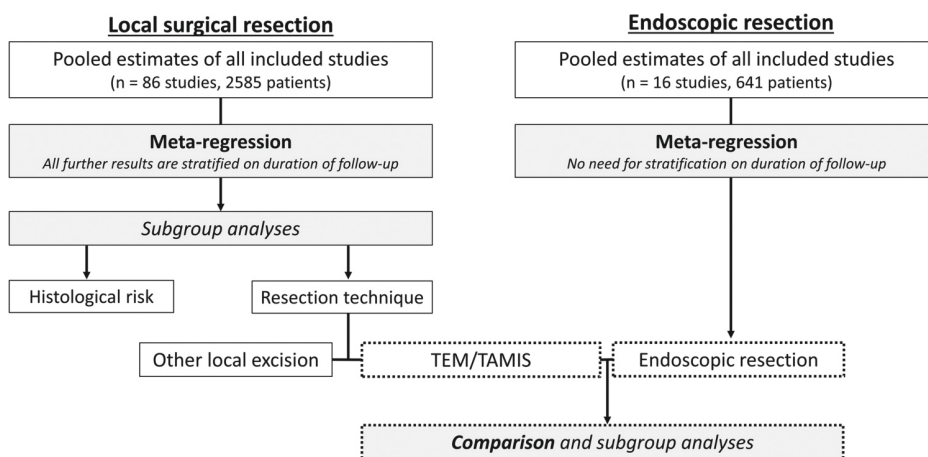 Local surgical resection
Pooled estimates of all included studies
(n = 86 studies, 2585 patients)
Meta-regression
All further results are stratified on duration of follow-up
Subgroup analyses
Histological risk
Resection technique
Other local excision
TEM/TAMIS
Endoscopic resection
Pooled estimates of all included studies
(n = 16 studies, 641 patients)
Meta-regression
No need for stratification on duration of follow-up
Endoscopic resection
Comparison and subgroup analyses